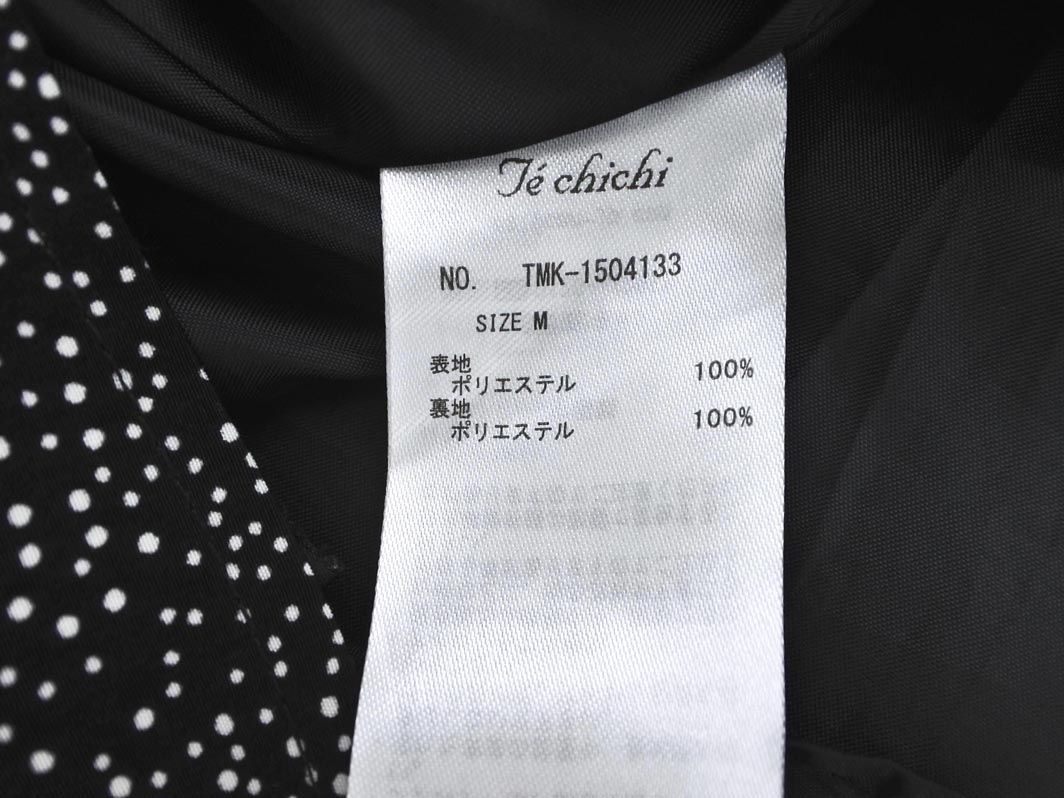 Té chichi
NO. TMK-1504133
SIZE M
表地
ポリエステル 100%
裏地
ポリエステル 100%